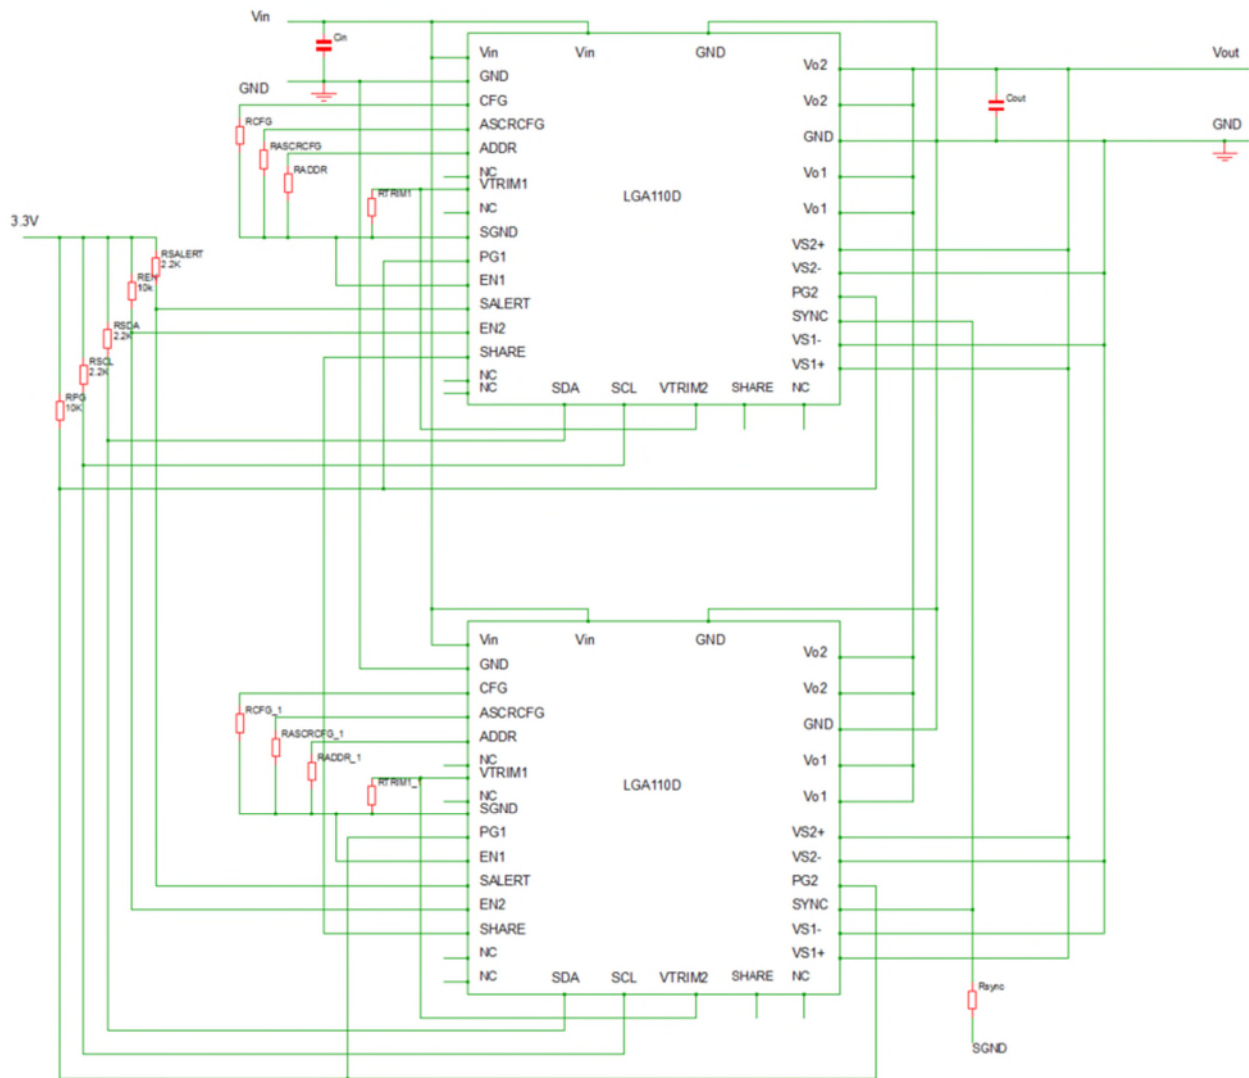 Vin
Cin
GND
Vin
GND
CFG
ASCRCFG
ADDR
NC
VTRIM1
NC
SGND
PG1
EN1
SALERT
EN2
SHARE
NC
NC
Vin
GND
LGA110D
SDA
SCL
VTRIM2
SHARE
NC
Vo2
Vo2
GND
Vo1
Vo1
VS2+
VS2-
PG2
SYNC
VS1-
VS1+
Vout
Cout
GND
RCFG
RASCRCFG
RADDR
RTRIM1
3.3V
RSALERT
2.2K
REN
10k
RSDA
2.2K
RSCL
2.2K
RPG
10K
Vin
GND
CFG
ASCRCFG
ADDR
NC
VTRIM1
NC
SGND
PG1
EN1
SALERT
EN2
SHARE
NC
NC
Vin
GND
LGA110D
SDA
SCL
VTRIM2
SHARE
NC
Vo2
Vo2
GND
Vo1
Vo1
VS2+
VS2-
PG2
SYNC
VS1-
VS1+
RCFG_1
RASCRCFG_1
RADDR_1
RTRIM1_1
Rsync
SGND